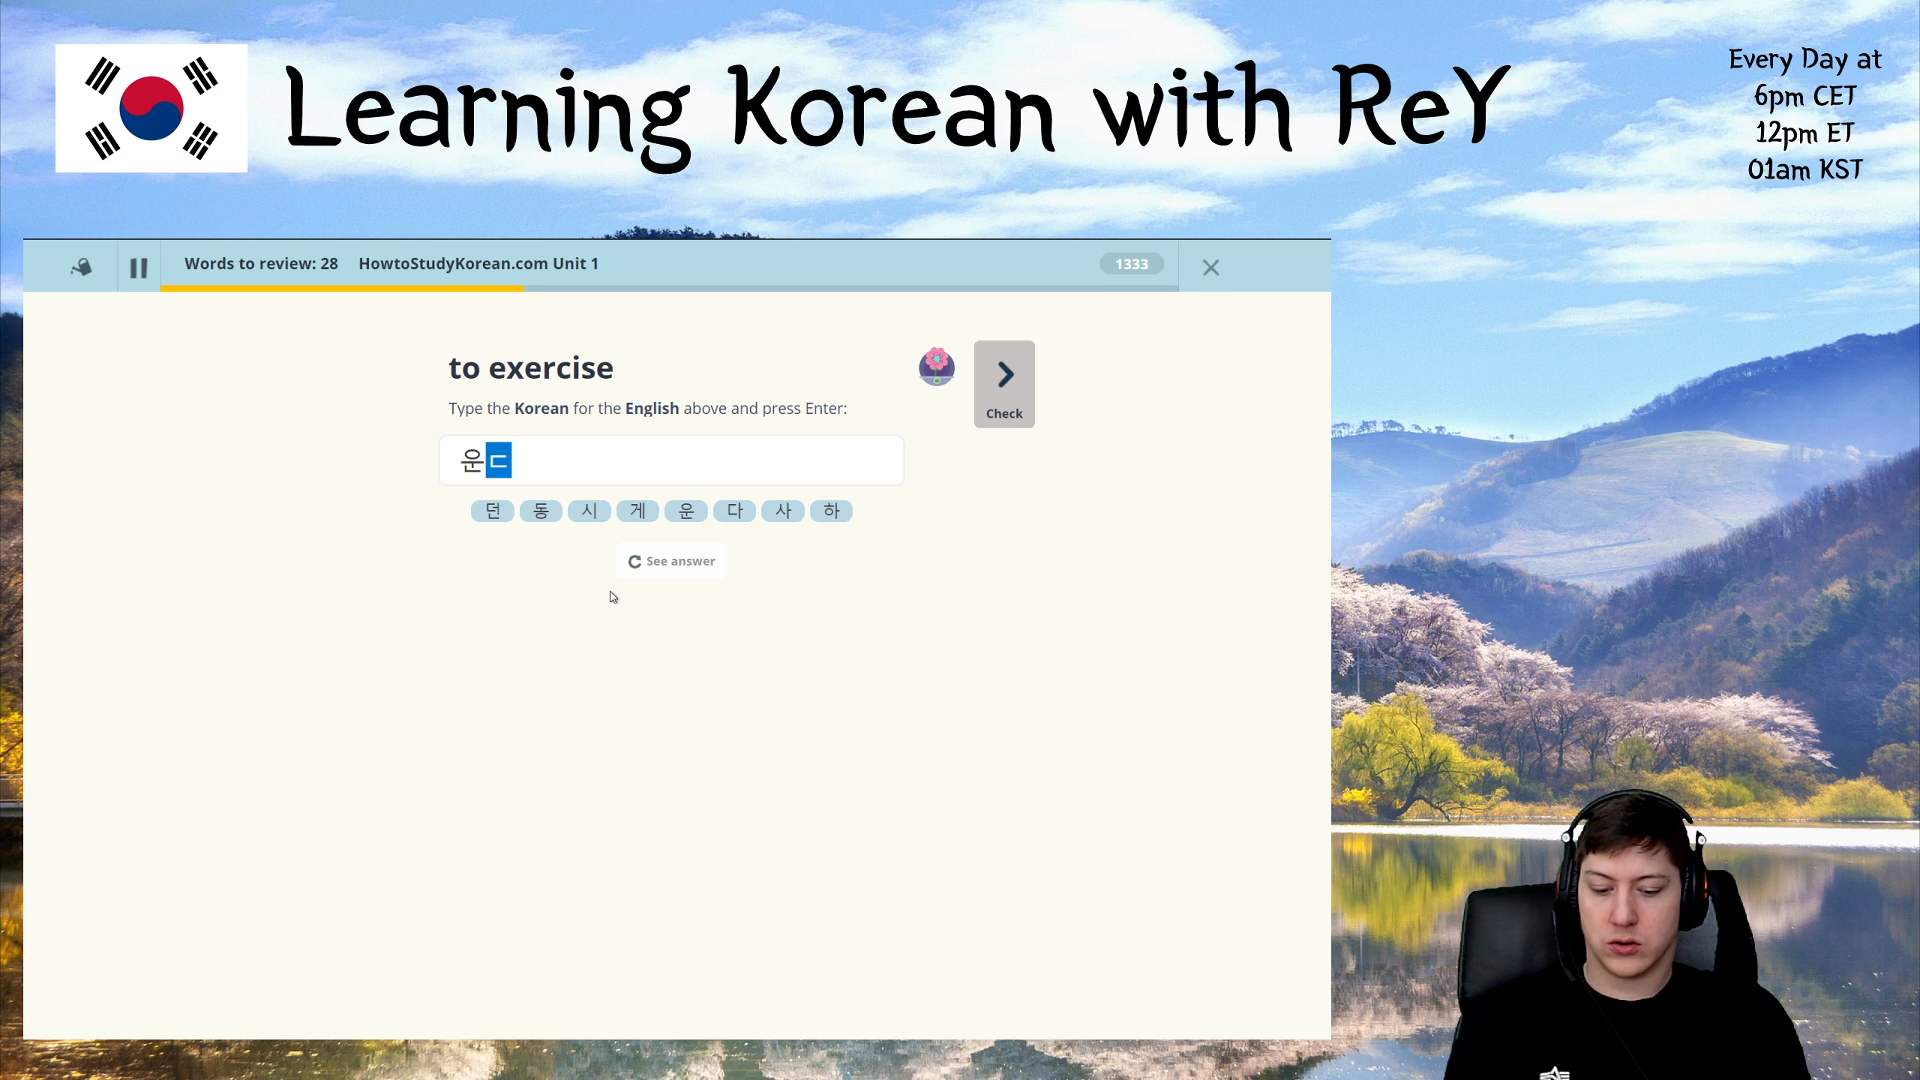 Learning Korean with ReY
Every Day at
6pm CET
12pm ET
01am KST
Words to review: 28 HowtoStudyKorean.com Unit 1
1333
to exercise
Type the Korean for the English above and press Enter:
Check
운ㄷ
던 동 시 게 운 다 사 하
See answer